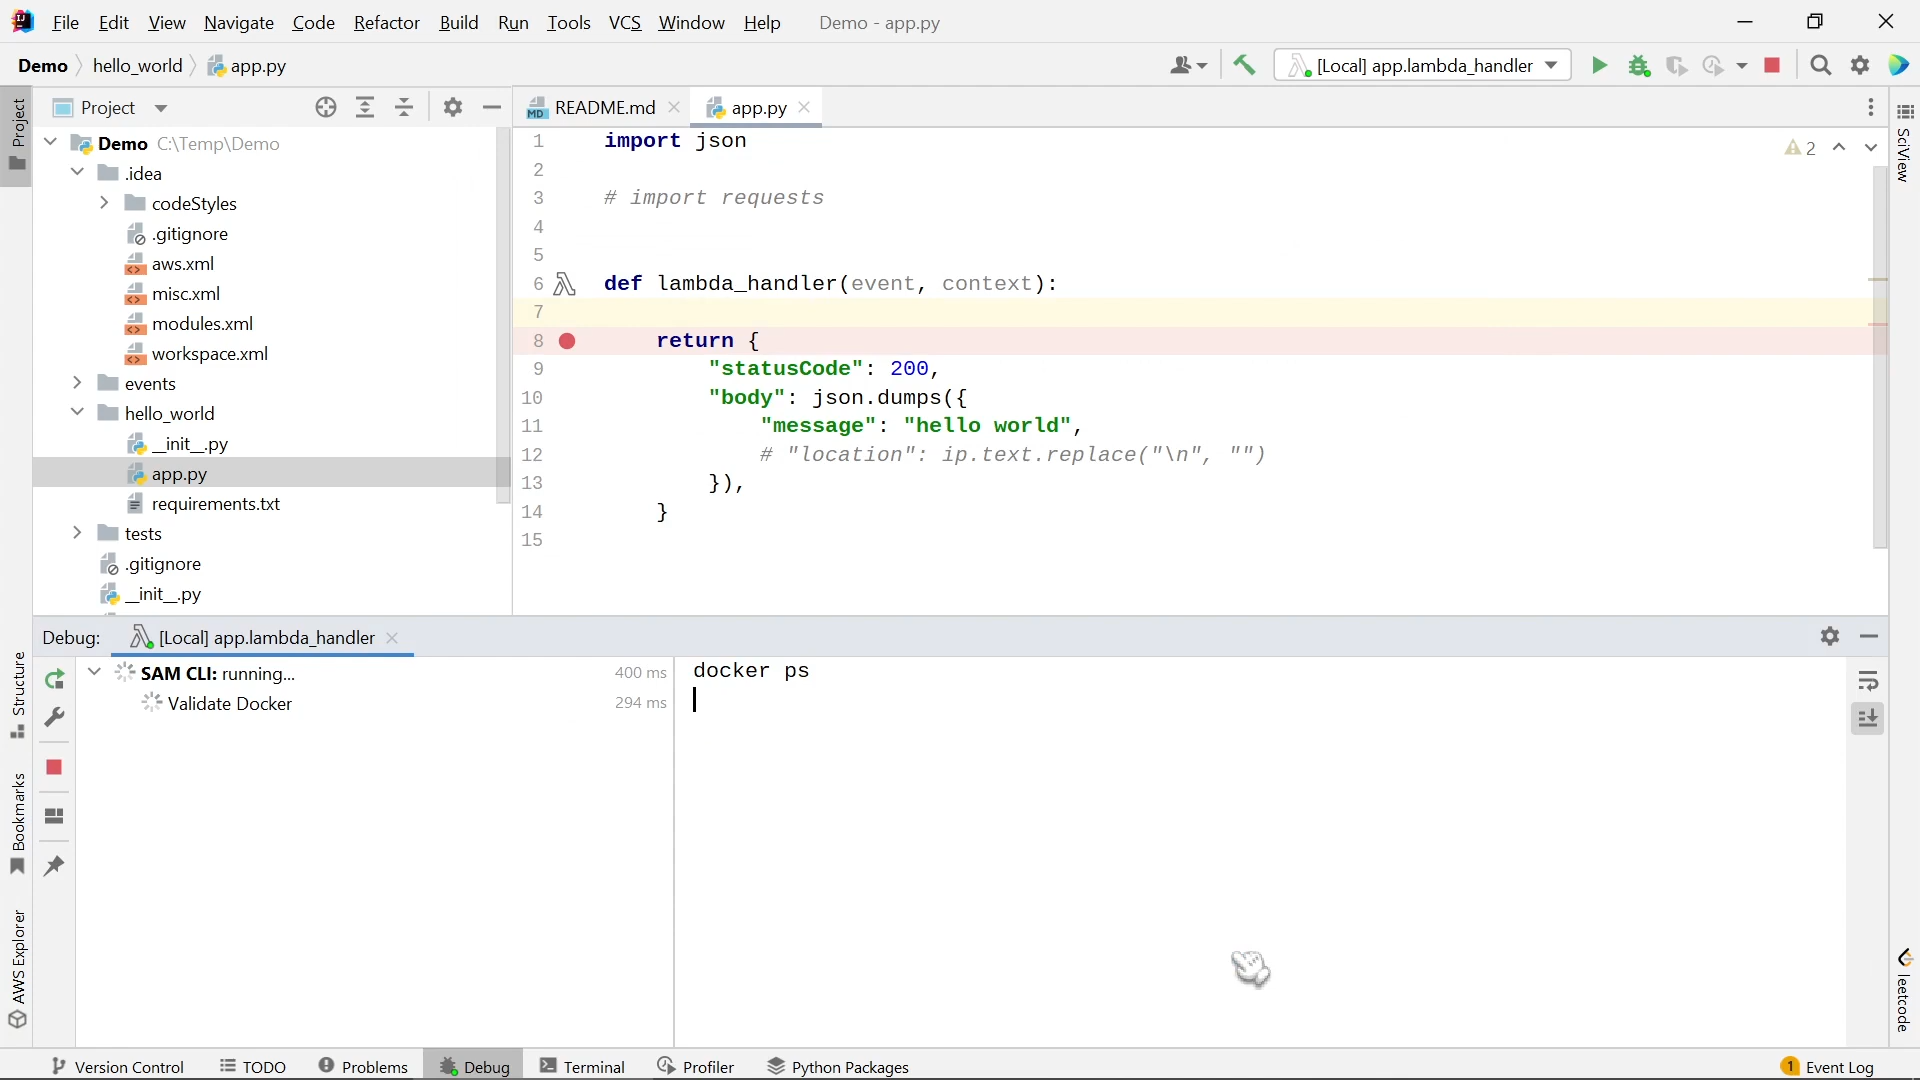 File Edit View Navigate Code Refactor Build Run Tools VCS Window Help Demo - app.py
Demo hello_world app.py [Local] app.lambda_handler
Project
README.md app.py
Demo C:\Temp\Demo
.idea
codeStyles
.gitignore
aws.xml
misc.xml
modules.xml
workspace.xml
events
hello_world
__init__.py
app.py
requirements.txt
tests
.gitignore
__init__.py
1 import json
2
3 # import requests
4
5
6 def lambda_handler(event, context):
7
8 return {
9 "statusCode": 200,
10 "body": json.dumps({
11 "message": "hello world",
12 # "location": ip.text.replace("\n", "")
13 }),
14 }
15
2
Project
Structure
Bookmarks
AWS Explorer
SciView
leetcode
Debug: [Local] app.lambda_handler
SAM CLI: running... 400 ms
Validate Docker 294 ms
docker ps
Version Control TODO Problems Debug Terminal Profiler Python Packages 1 Event Log